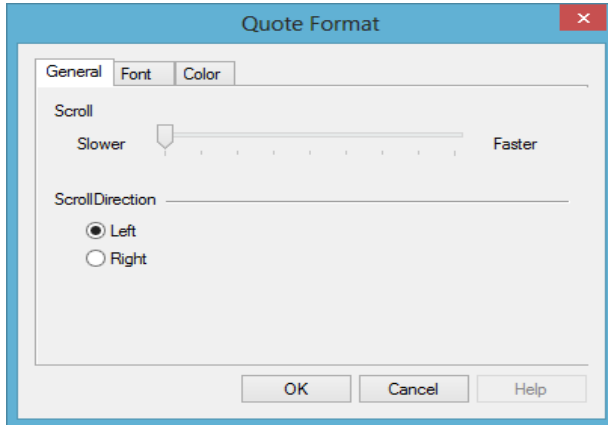 Quote Format
General Font Color
Scroll
Slower Faster
ScrollDirection
Left
Right
OK Cancel Help